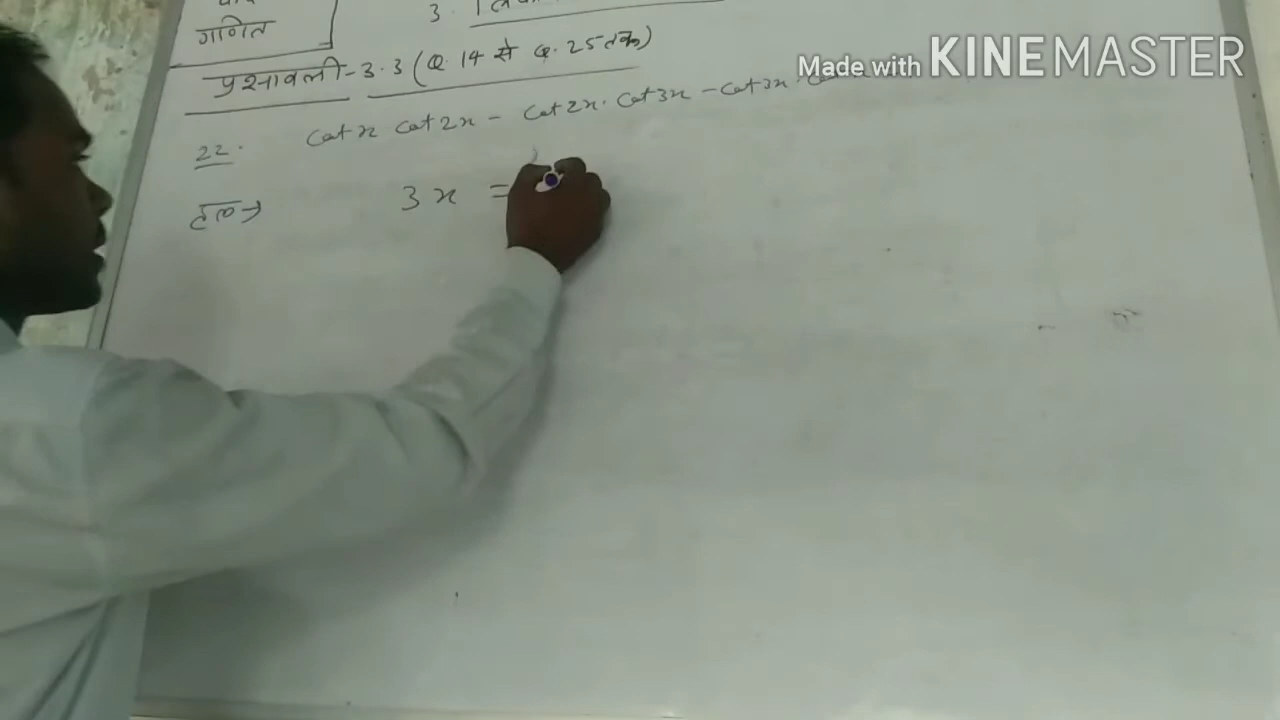 गणित
3.
प्रश्नावली-3.3 (Q. 14 से Q. 25 तक)
22. Cot x Cot 2x - Cot 2x. Cot 3x - Cot 3x.
हल→ 3x =
Made with KINEMASTER